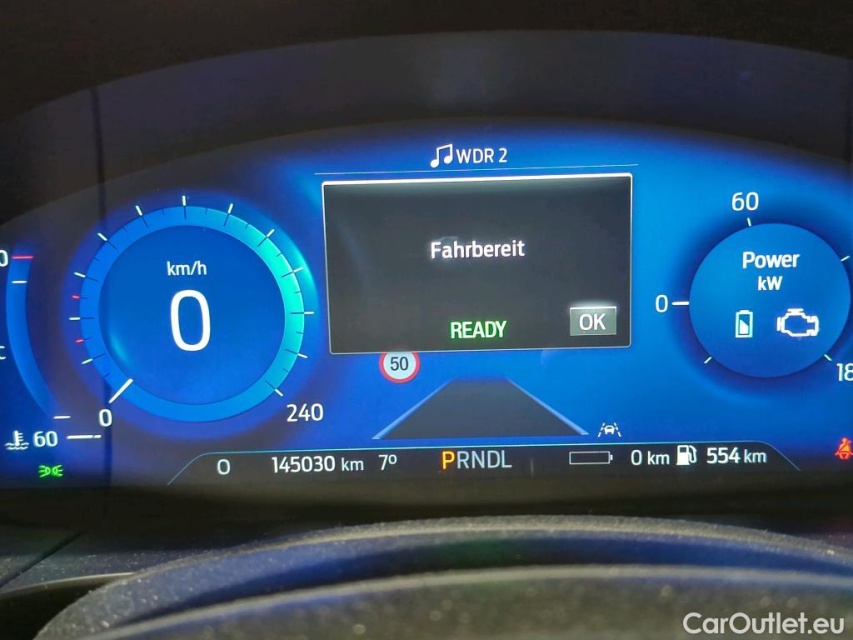 WDR 2
Fahrbereit
READY
OK
km/h
0
0
240
60
50
60
Power
kW
0
0
145030 km
7º
PRNDL
0 km
554 km
CarOutlet.eu